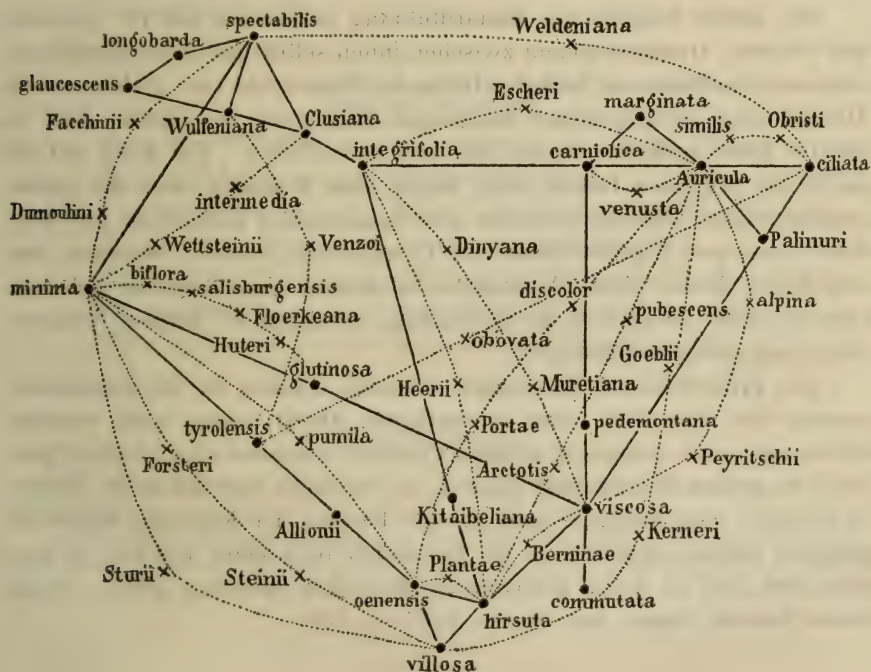 spectabilis
Weldeniana
longobarda
glaucescens
Escheri
marginata
Facchinii
Wulfeniana
Clusiana
similis
Obristi
integrifolia
carniolica
Auricula
ciliata
intermedia
venusta
Dumoulini
Wettsteinii
Venzoi
Dinyana
Palinuri
minima
biflora
salisburgensis
discolor
pubescens
alpina
Floerkeana
Huteri
obovata
Goeblii
glutinosa
Heerii
Muretiana
tyrolensis
pumila
Portae
pedemontana
Forsteri
Arctotis
Peyritschii
Kitaibeliana
viscosa
Allionii
Kerneri
Sturii
Steinii
Plantae
Berninae
oenensis
hirsuta
commutata
villosa